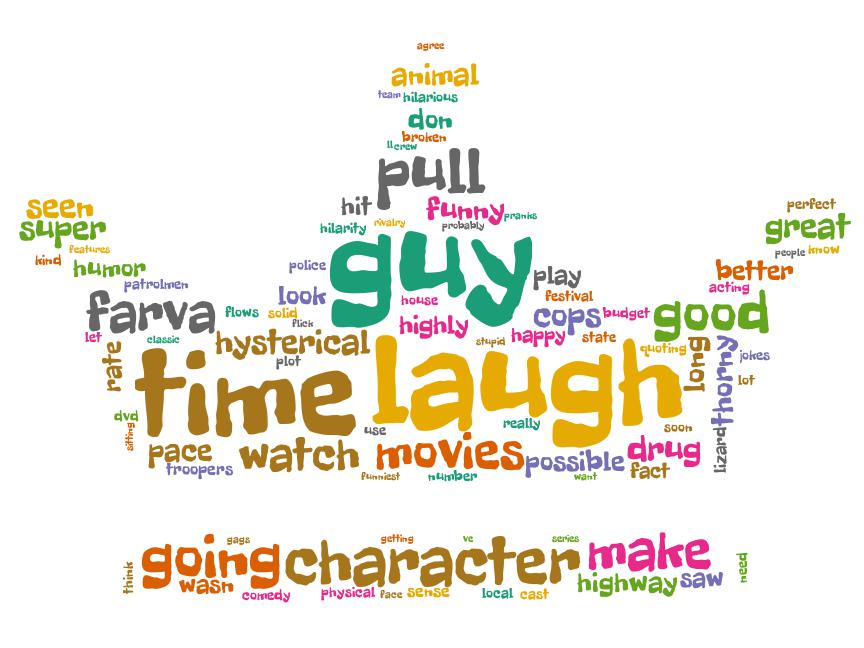 agree
animal
team hilarious
don
broken
ll crew
pull
seen hit funny perfect
super hilarity rivalry probably pranks great
features people know
kind humor police guy play better
patrolmen look house festival acting
farva flows solid cops budget good
flick highly happy state
let classic hysterical stupid quoting long thorny jokes
rate plot time laugh lot
dvd use really soon
sitting pace watch movies possible drug lizard
troopers funniest number want fact
gags getting ve series
think going character make need
wasn highway saw
comedy physical face sense local cast